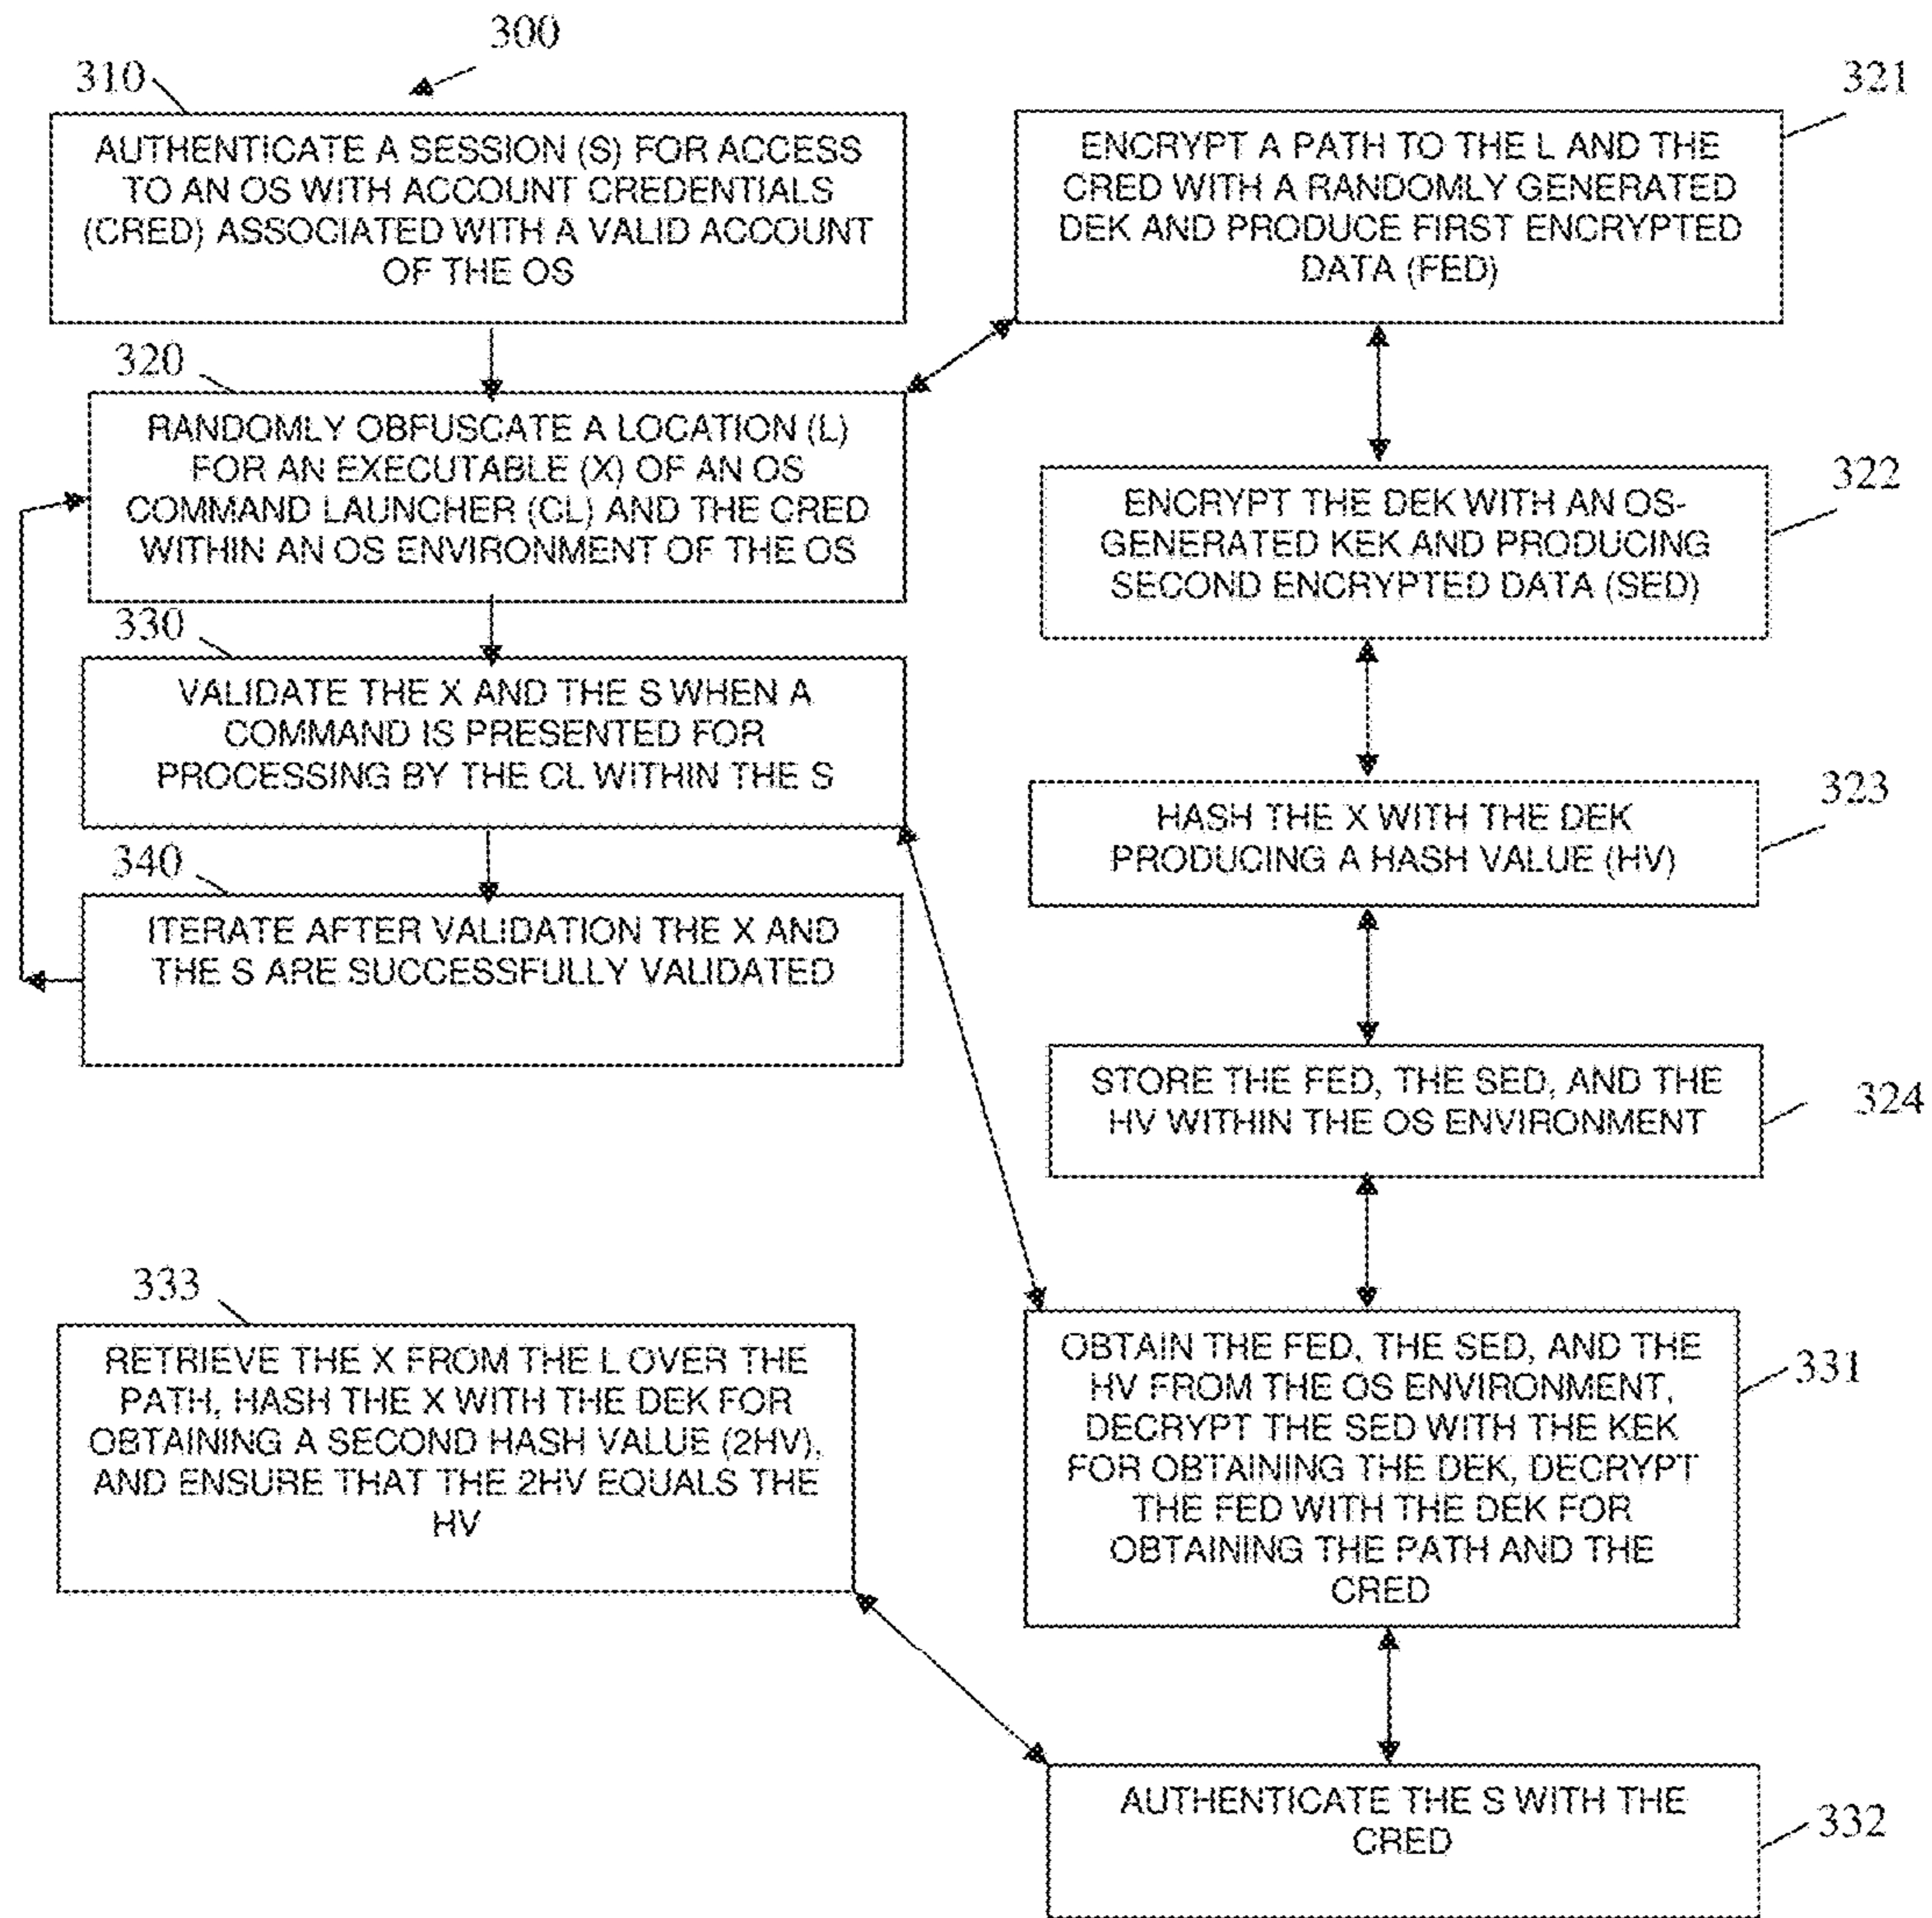 300
310
AUTHENTICATE A SESSION (S) FOR ACCESS
TO AN OS WITH ACCOUNT CREDENTIALS
(CRED) ASSOCIATED WITH A VALID ACCOUNT
OF THE OS
320
RANDOMLY OBFUSCATE A LOCATION (L)
FOR AN EXECUTABLE (X) OF AN OS
COMMAND LAUNCHER (CL) AND THE CRED
WITHIN AN OS ENVIRONMENT OF THE OS
330
VALIDATE THE X AND THE S WHEN A
COMMAND IS PRESENTED FOR
PROCESSING BY THE CL WITHIN THE S
340
ITERATE AFTER VALIDATION THE X AND
THE S ARE SUCCESSFULLY VALIDATED
321
ENCRYPT A PATH TO THE L AND THE
CRED WITH A RANDOMLY GENERATED
DEK AND PRODUCE FIRST ENCRYPTED
DATA (FED)
322
ENCRYPT THE DEK WITH AN OS-
GENERATED KEK AND PRODUCING
SECOND ENCRYPTED DATA (SED)
323
HASH THE X WITH THE DEK
PRODUCING A HASH VALUE (HV)
324
STORE THE FED, THE SED, AND THE
HV WITHIN THE OS ENVIRONMENT
331
OBTAIN THE FED, THE SED, AND THE
HV FROM THE OS ENVIRONMENT,
DECRYPT THE SED WITH THE KEK
FOR OBTAINING THE DEK, DECRYPT
THE FED WITH THE DEK FOR
OBTAINING THE PATH AND THE
CRED
332
AUTHENTICATE THE S WITH THE
CRED
333
RETRIEVE THE X FROM THE L OVER THE
PATH, HASH THE X WITH THE DEK FOR
OBTAINING A SECOND HASH VALUE (2HV),
AND ENSURE THAT THE 2HV EQUALS THE
HV